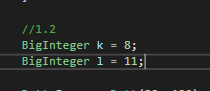 //1.2
BigInteger k = 8;
BigInteger l = 11;